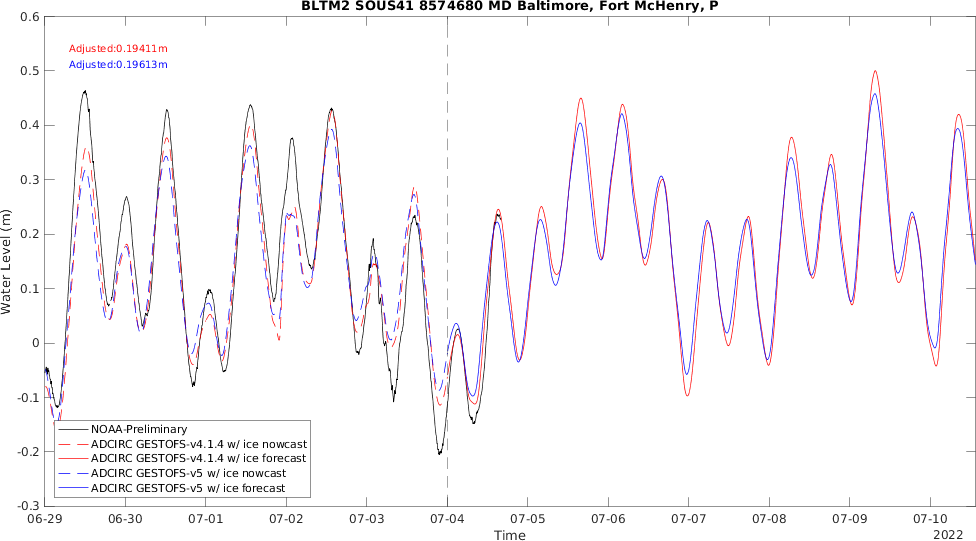 BLTM2 SOUS41 8574680 MD Baltimore, Fort McHenry, P
0.6
0.5
0.4
0.3
0.2
0.1
0
-0.1
-0.2
-0.3
Water Level (m)
Adjusted:0.19411m
Adjusted:0.19613m
NOAA-Preliminary
ADCIRC GESTOFS-v4.1.4 w/ ice nowcast
ADCIRC GESTOFS-v4.1.4 w/ ice forecast
ADCIRC GESTOFS-v5 w/ ice nowcast
ADCIRC GESTOFS-v5 w/ ice forecast
06-29 06-30 07-01 07-02 07-03 07-04 07-05 07-06 07-07 07-08 07-09 07-10
Time
2022